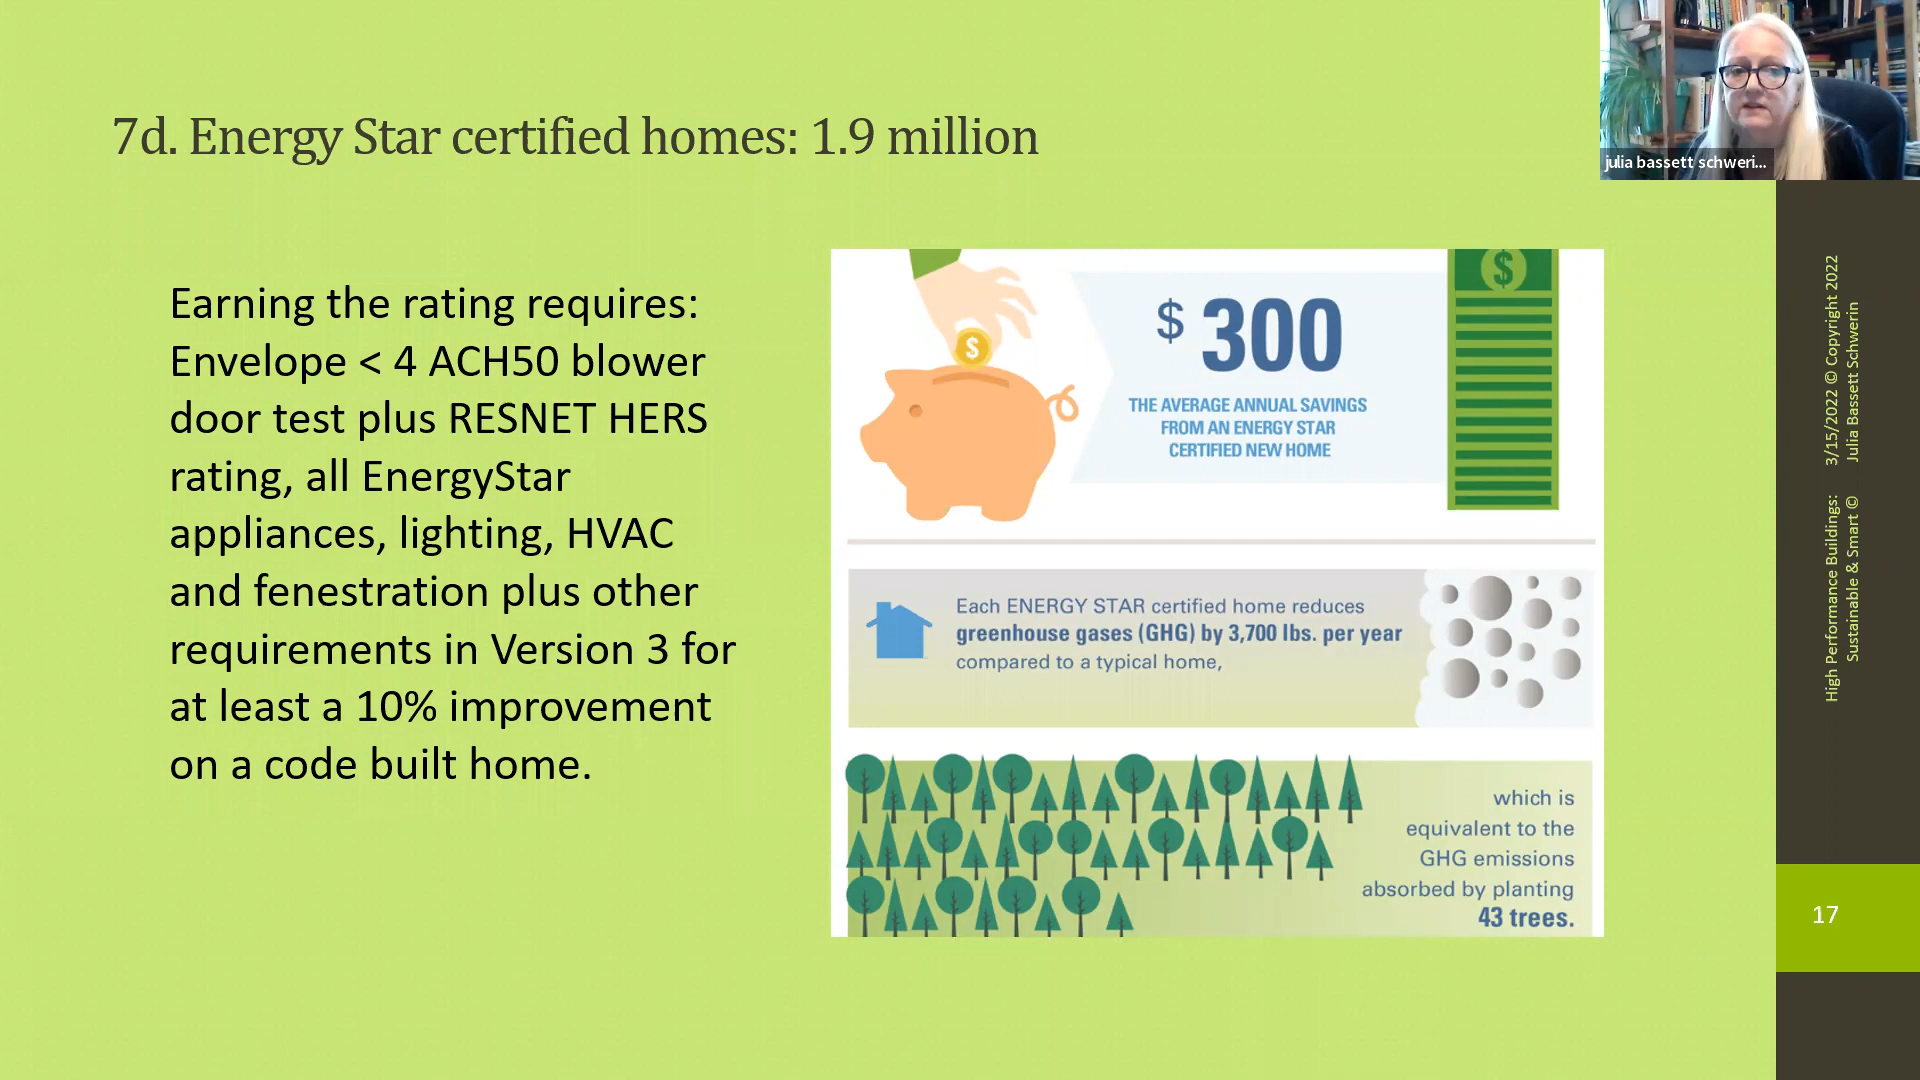 7d. Energy Star certified homes: 1.9 million
julia bassett schweri...
Earning the rating requires:
Envelope < 4 ACH50 blower
door test plus RESNET HERS
rating, all EnergyStar
appliances, lighting, HVAC
and fenestration plus other
requirements in Version 3 for
at least a 10% improvement
on a code built home.
$
$ 300
$
THE AVERAGE ANNUAL SAVINGS
FROM AN ENERGY STAR
CERTIFIED NEW HOME
Each ENERGY STAR certified home reduces
greenhouse gases (GHG) by 3,700 lbs. per year
compared to a typical home,
which is
equivalent to the
GHG emissions
absorbed by planting
43 trees.
3/15/2022 © Copyright 2022
Julia Bassett Schwerin
High Performance Buildings:
Sustainable & Smart ©
17